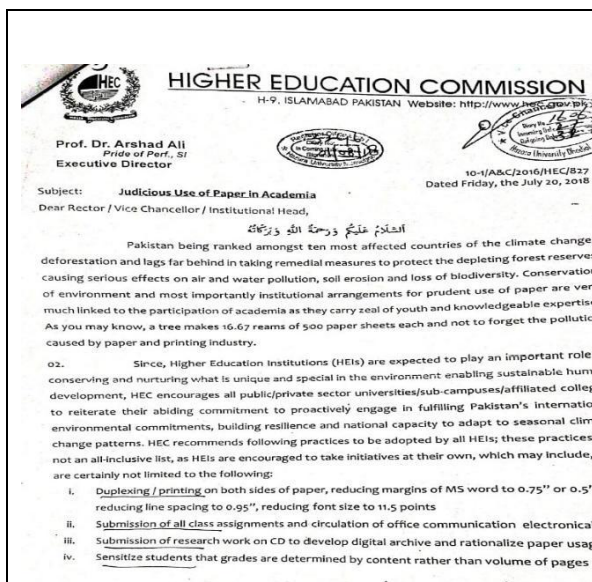 HEC
HIGHER EDUCATION COMMISSION
H-9, ISLAMABAD PAKISTAN Website: http://www.hec.gov.pk
Prof. Dr. Arshad Ali
Pride of Perf., SI
Executive Director
10-1/A&C/2016/HEC/827
Dated Friday, the July 20, 2018
Subject: Judicious Use of Paper in Academia
Dear Rector / Vice Chancellor / Institutional Head,
اَلسَّلَامُ عَلَيْكُمْ وَرَحْمَةُ اللهِ وَبَرَكَاتُهُ
Pakistan being ranked amongst ten most affected countries of the climate change
deforestation and lags far behind in taking remedial measures to protect the depleting forest reserve
causing serious effects on air and water pollution, soil erosion and loss of biodiversity. Conservation
of environment and most importantly institutional arrangements for prudent use of paper are ver
much linked to the participation of academia as they carry zeal of youth and knowledgeable expertise
As you may know, a tree makes 16.67 reams of 500 paper sheets each and not to forget the pollutio
caused by paper and printing industry.
02. Since, Higher Education Institutions (HEIs) are expected to play an important role
conserving and nurturing what is unique and special in the environment enabling sustainable hum
development, HEC encourages all public/private sector universities/sub-campuses/affiliated colleg
to reiterate their abiding commitment to proactively engage in fulfilling Pakistan's internatio
environmental commitments, building resilience and national capacity to adapt to seasonal clim
change patterns. HEC recommends following practices to be adopted by all HEIs; these practices
not an all-inclusive list, as HEIs are encouraged to take initiatives at their own, which may include,
are certainly not limited to the following:
i. Duplexing / printing on both sides of paper, reducing margins of MS word to 0.75” or 0.5”
reducing line spacing to 0.95”, reducing font size to 11.5 points
ii. Submission of all class assignments and circulation of office communication electronical
iii. Submission of research work on CD to develop digital archive and rationalize paper usag
iv. Sensitize students that grades are determined by content rather than volume of pages